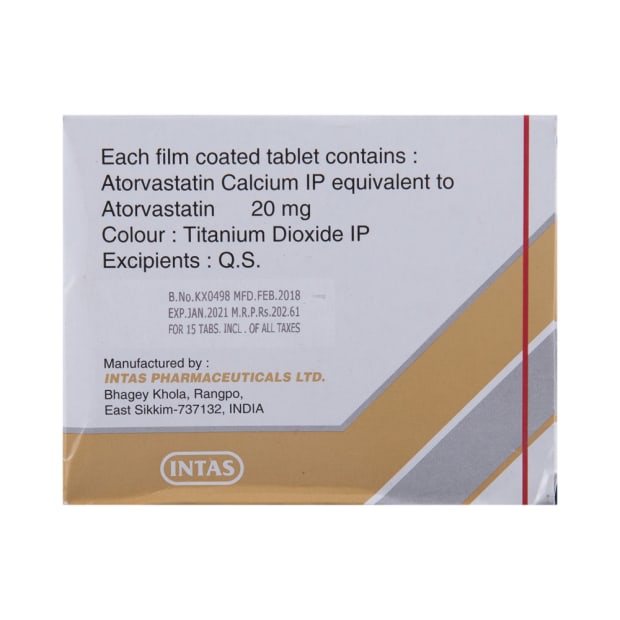 Each film coated tablet contains :
Atorvastatin Calcium IP equivalent to
Atorvastatin 20 mg
Colour : Titanium Dioxide IP
Excipients : Q.S.
B.No.KX0498 MFD.FEB.2018
EXP.JAN.2021 M.R.P.Rs.202.61
FOR 15 TABS. INCL . OF ALL TAXES
Manufactured by :
INTAS PHARMACEUTICALS LTD.
Bhagey Khola, Rangpo,
East Sikkim-737132, INDIA
INTAS